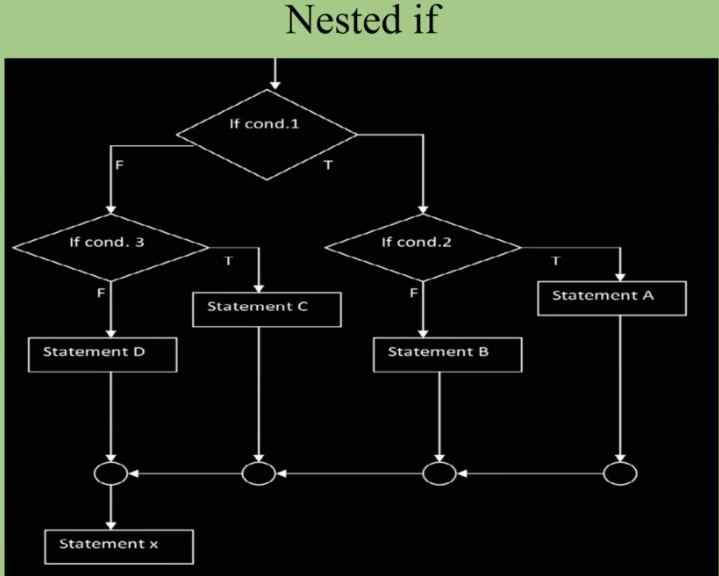 Nested if
If cond.1
F
T
If cond. 3
If cond.2
T
T
F
F
Statement A
Statement C
Statement D
Statement B
Statement x